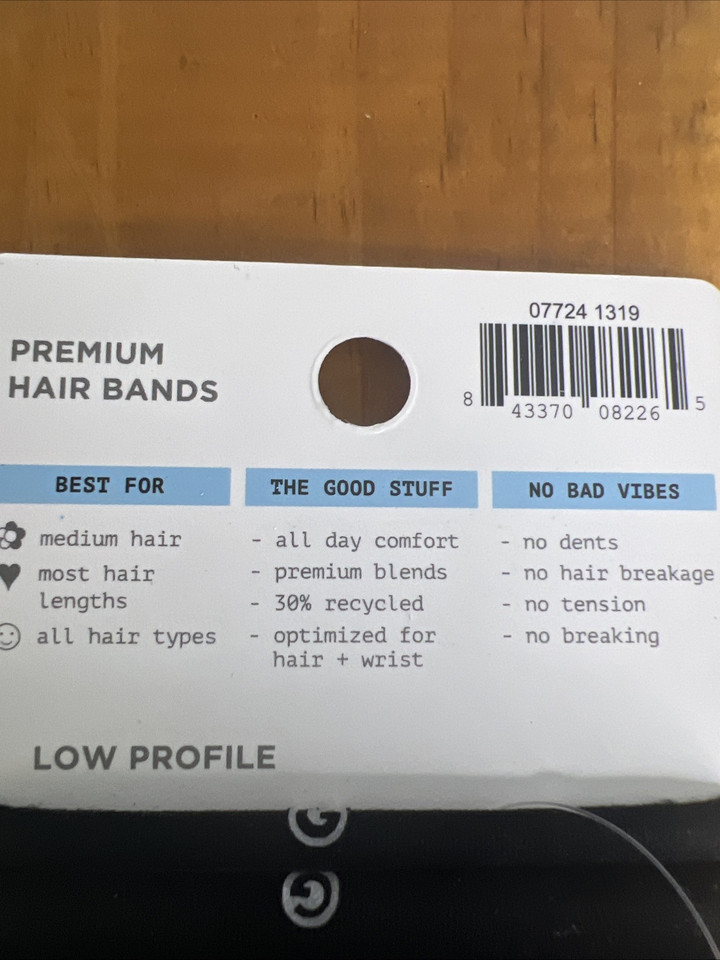 PREMIUM
HAIR BANDS
07724 1319
8 43370 08226 5
BEST FOR
medium hair
most hair
lengths
all hair types
THE GOOD STUFF
- all day comfort
- premium blends
- 30% recycled
- optimized for
hair + wrist
NO BAD VIBES
- no dents
- no hair breakage
- no tension
- no breaking
LOW PROFILE